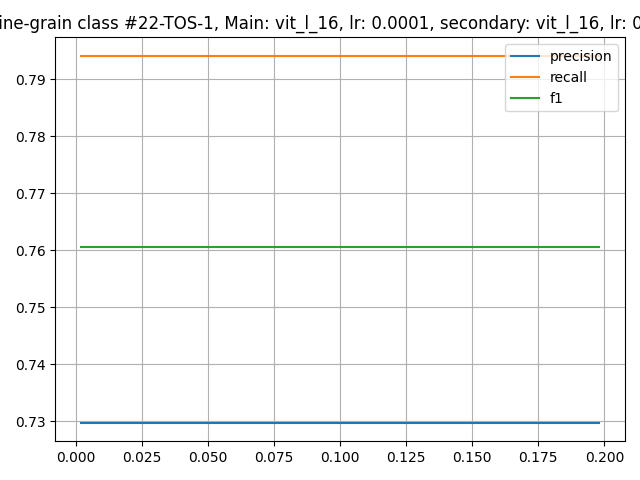 ine-grain class #22-TOS-1, Main: vit_l_16, lr: 0.0001, secondary: vit_l_16, lr: 0
precision
recall
f1
0.79
0.78
0.77
0.76
0.75
0.74
0.73
0.000 0.025 0.050 0.075 0.100 0.125 0.150 0.175 0.200